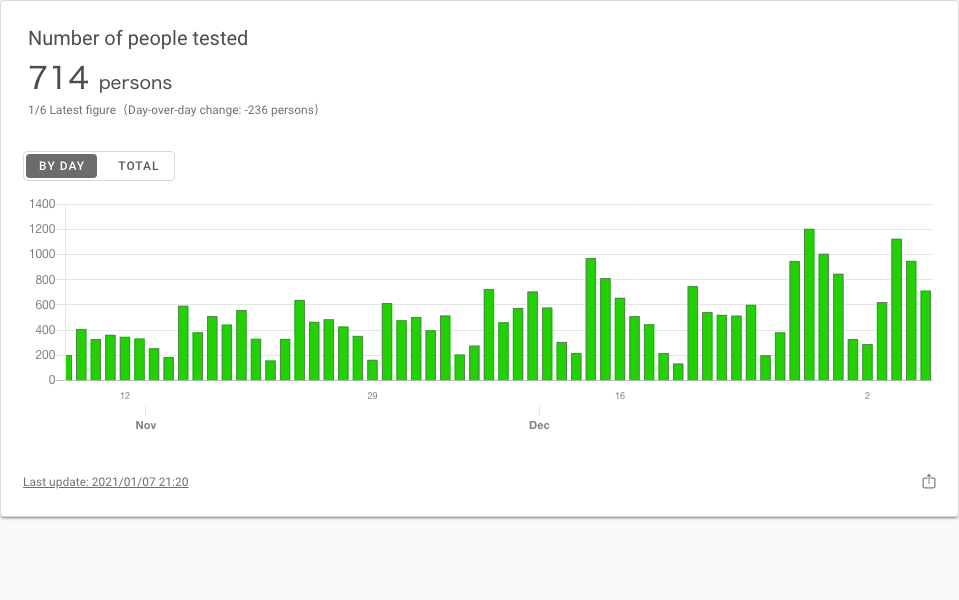 Number of people tested
714 persons
1/6 Latest figure（Day-over-day change: -236 persons）
BY DAY TOTAL
1400
1200
1000
800
600
400
200
0
12 29 16 2
Nov Dec
Last update: 2021/01/07 21:20